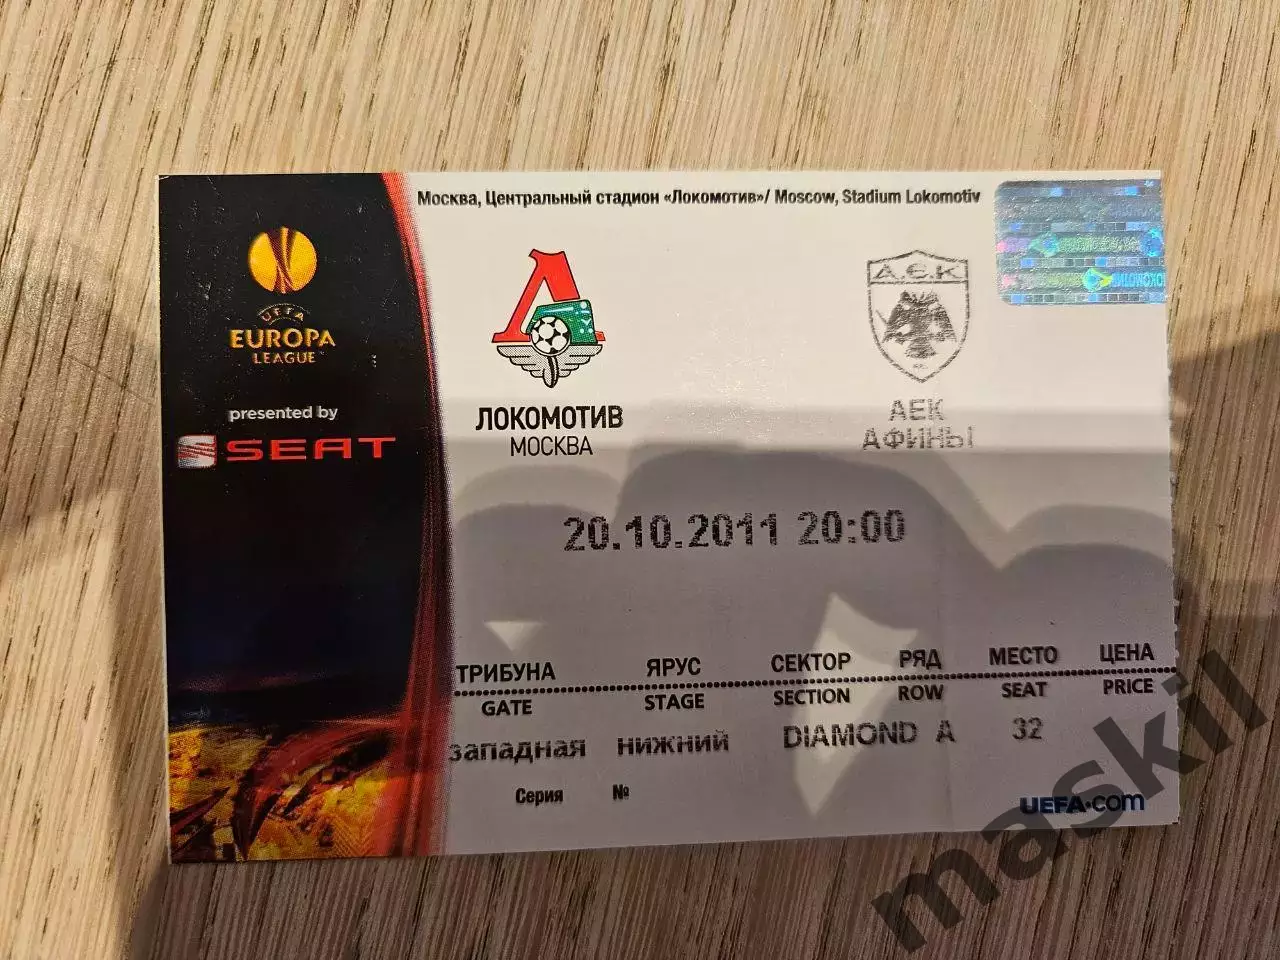 Москва, Центральный стадион «Локомотив»/ Moscow, Stadium Lokomotiv
UEFA
EUROPA
LEAGUE
presented by
SEAT
ЛОКОМОТИВ
МОСКВА
A.E.K
АЕК
АФИНЫ
20.10.2011 20:00
ТРИБУНА ЯРУС СЕКТОР РЯД МЕСТО ЦЕНА
GATE STAGE SECTION ROW SEAT PRICE
западная нижний DIAMOND A 32
Серия №
UEFA.com
maskil